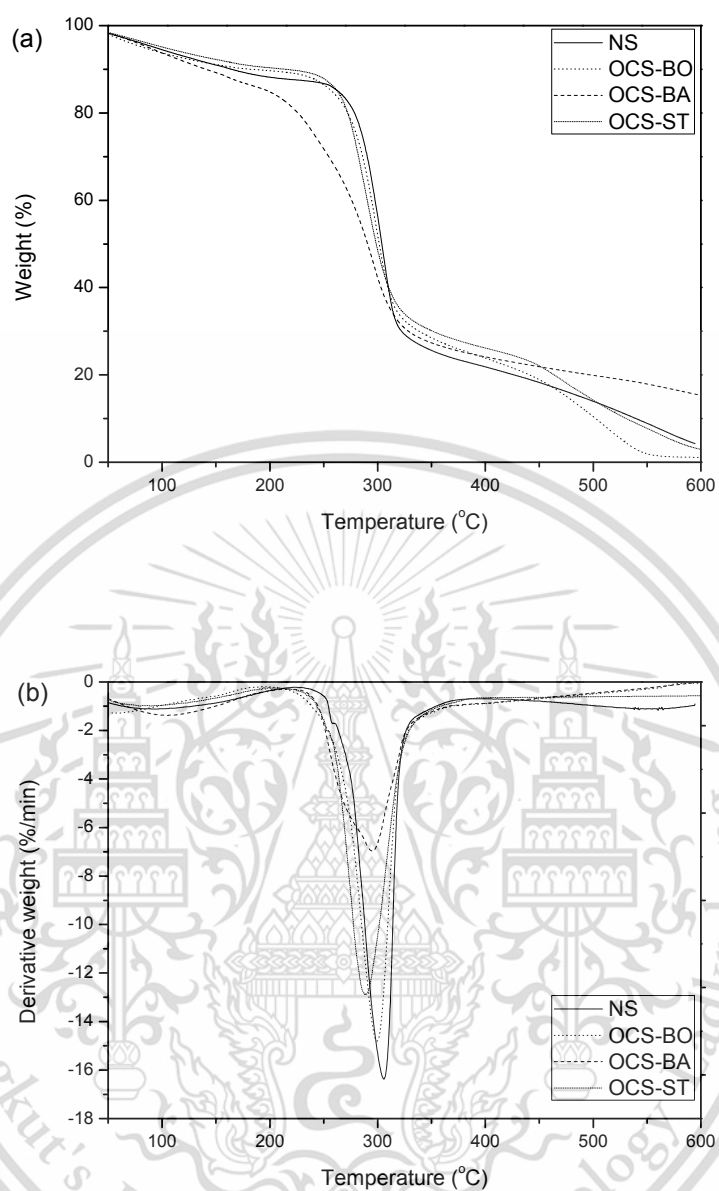 (a)
NS
OCS-BO
OCS-BA
OCS-ST
100
80
60
40
20
0
Weight (%)
100 200 300 400 500 600
Temperature (°C)
(b)
0
-2
-4
-6
-8
-10
-12
-14
-16
-18
Derivative weight (%/min)
NS
OCS-BO
OCS-BA
OCS-ST
100 200 300 400 500 600
Temperature (°C)